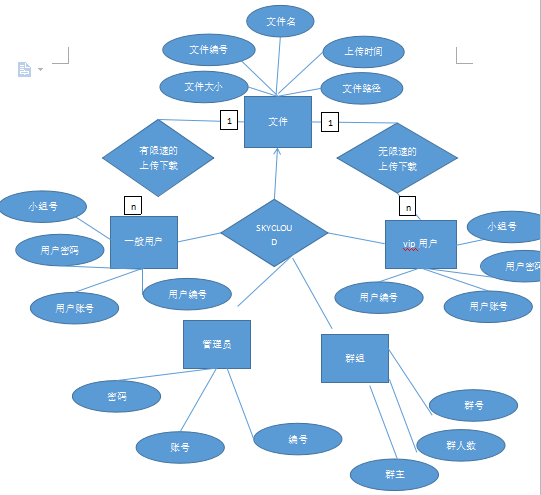 文件名
文件编号
上传时间
文件大小
文件路径
文件
1
1
有限速的
上传下载
无限速的
上传下载
n
n
小组号
一般用户
SKYCLOU
D
vip 用户
小组号
用户密码
用户密码
用户账号
用户编号
用户编号
用户账号
管理员
群组
密码
群号
账号
编号
群人数
群主